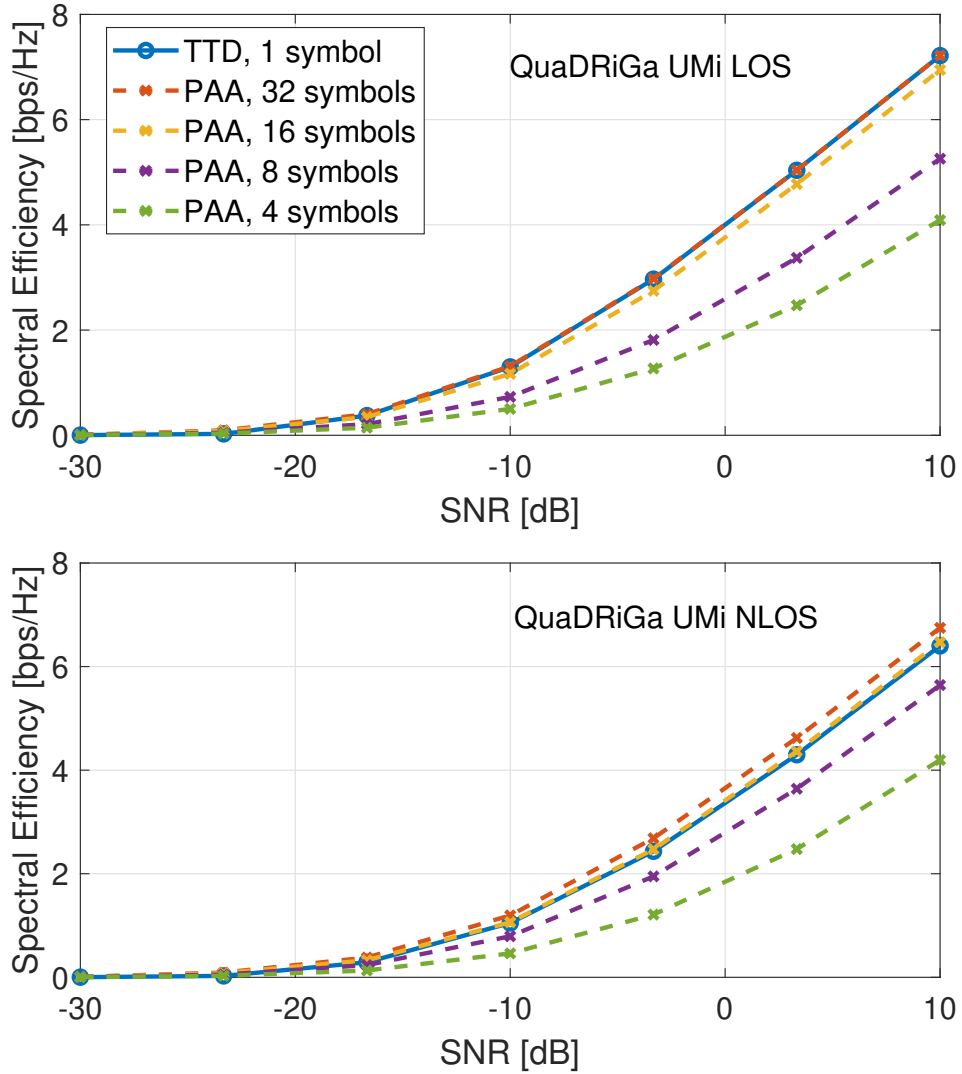 8
6
4
2
0
Spectral Efficiency [bps/Hz]
TTD, 1 symbol
PAA, 32 symbols
PAA, 16 symbols
PAA, 8 symbols
PAA, 4 symbols
QuaDRiGa UMi LOS
-30
-20
-10
0
10
SNR [dB]
8
6
4
2
0
Spectral Efficiency [bps/Hz]
QuaDRiGa UMi NLOS
-30
-20
-10
0
10
SNR [dB]